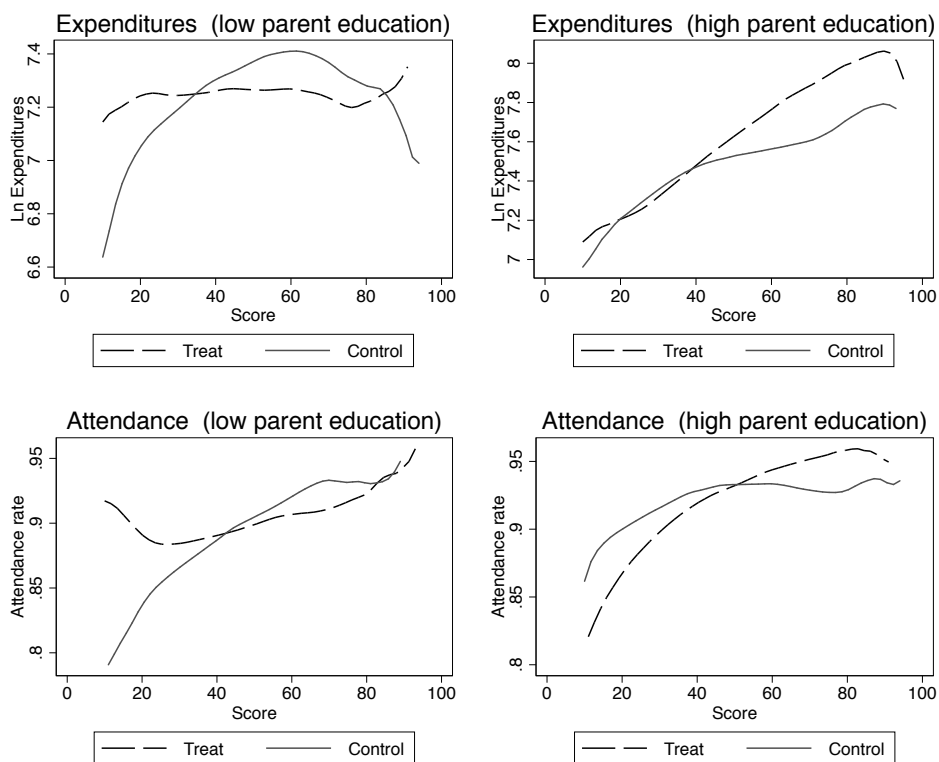 Expenditures (low parent education)
Ln Expenditures
6.6 6.8 7 7.2 7.4
0 20 40 60 80 100
Score
Treat Control
Expenditures (high parent education)
Ln Expenditures
7 7.2 7.4 7.6 7.8 8
0 20 40 60 80 100
Score
Treat Control
Attendance (low parent education)
Attendance rate
.8 .85 .9 .95
0 20 40 60 80 100
Score
Treat Control
Attendance (high parent education)
Attendance rate
.8 .85 .9 .95
0 20 40 60 80 100
Score
Treat Control